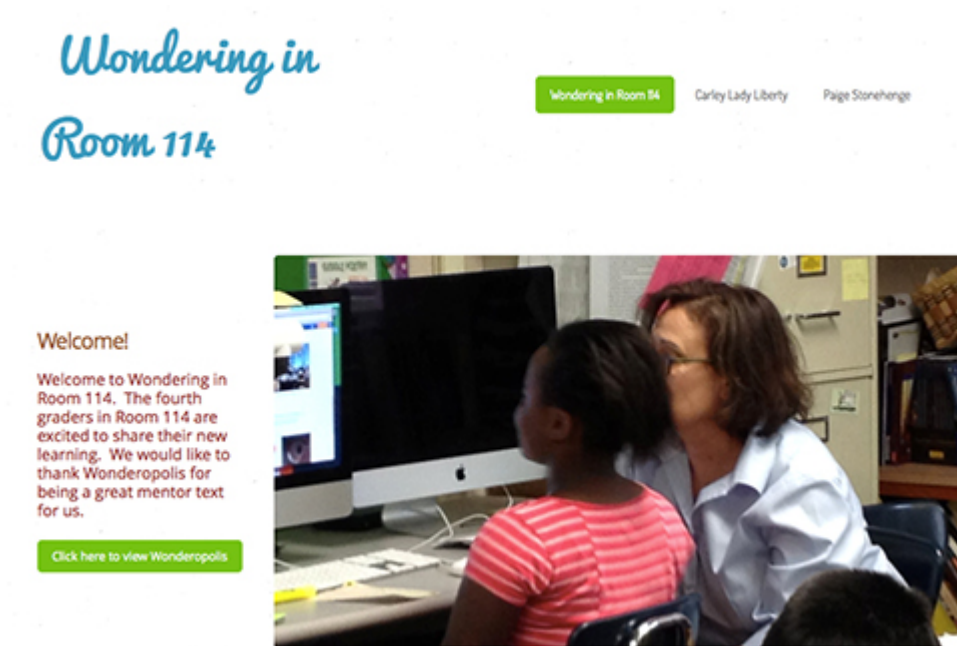 Wondering in
Room 114
Wondering in Room 114 Carley Lady Liberty Paige Stonehenge
Welcome!
Welcome to Wondering in
Room 114.  The fourth
graders in Room 114 are
excited to share their new
learning.  We would like to
thank Wonderopolis for
being a great mentor text
for us.
Click here to view Wonderopolis